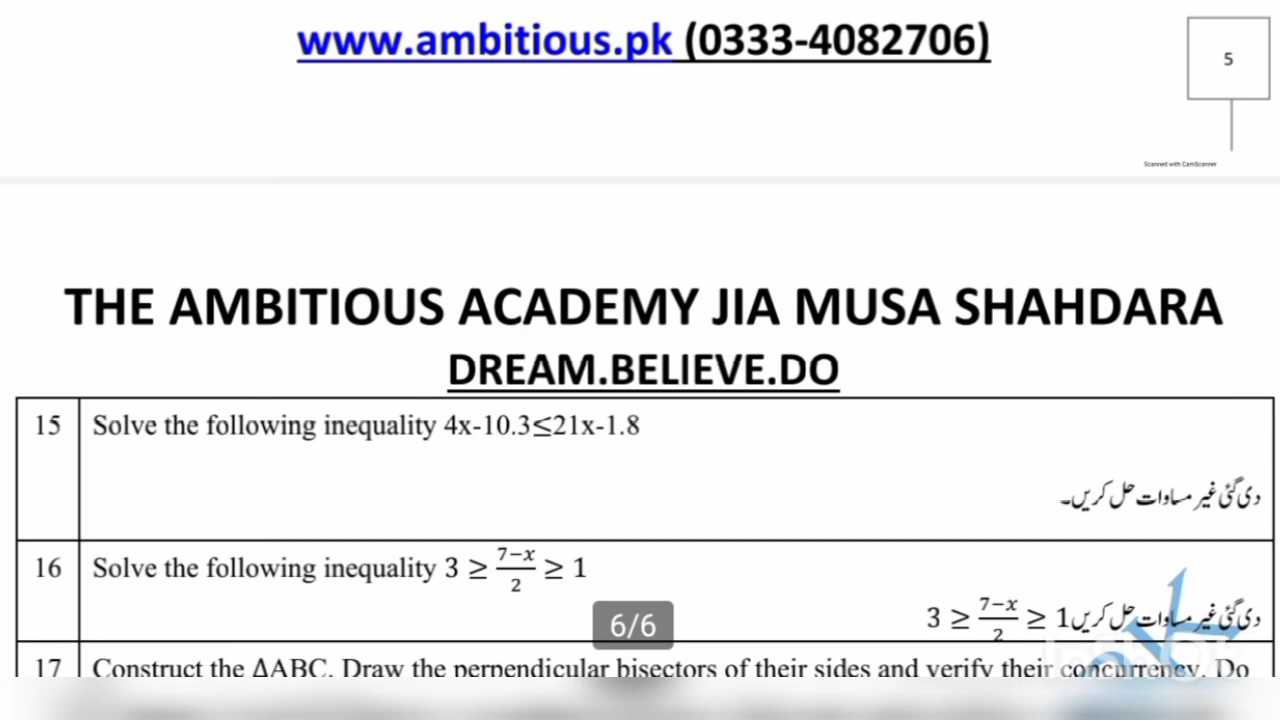 www.ambitious.pk (0333-4082706)
5
Scanned with CamScanner
THE AMBITIOUS ACADEMY JIA MUSA SHAHDARA
DREAM.BELIEVE.DO
15 Solve the following inequality 4x-10.3≤21x-1.8
دی گئی غیر مساوات حل کریں۔
16 Solve the following inequality 3 ≥ \frac{7−x}{2} ≥ 1
دی گئی غیر مساوات حل کریں 3 ≥ \frac{7−x}{2} ≥ 1
6/6
17 Construct the ΔABC. Draw the perpendicular bisectors of their sides and verify their concurrency. Do